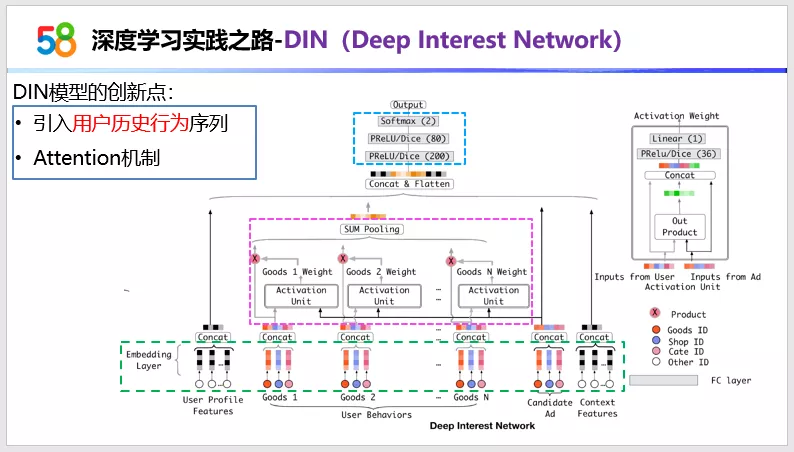 58 深度学习实践之路-DIN（Deep Interest Network）
DIN模型的创新点：
• 引入用户历史行为序列
• Attention机制
Output
Softmax (2)
PReLU/Dice (80)
PReLU/Dice (200)
Concat & Flatten
SUM Pooling
X X X
Goods 1 Weight Goods 2 Weight Goods N Weight
Activation Unit Activation Unit … Activation Unit
Concat Concat Concat … Concat Concat Concat
Embedding Layer
… … …
User Profile Features
Goods 1 Goods 2 … Goods N
User Behaviors
Candidate Ad
Context Features
Deep Interest Network
Activation Weight
Linear (1)
PRelu/Dice (36)
Concat
Out Product
Inputs from User Inputs from Ad
Activation Unit
X Product
Goods ID
Shop ID
Cate ID
Other ID
FC layer